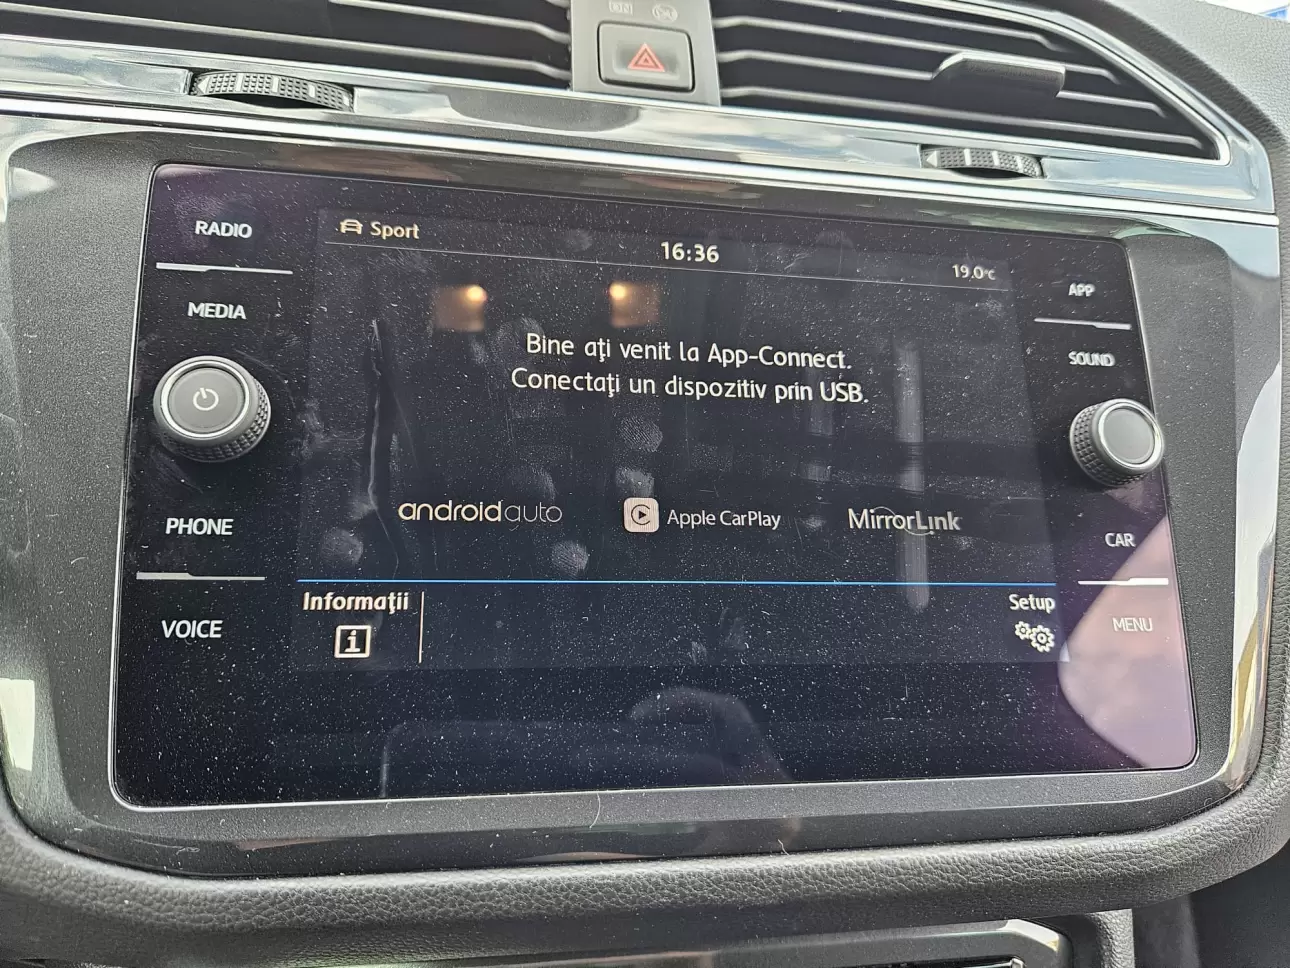 RADIO
MEDIA
PHONE
VOICE
Sport
16:36
19.0°C
Bine aţi venit la App-Connect.
Conectaţi un dispozitiv prin USB.
androidauto
Apple CarPlay
MirrorLink
Informaţii
i
Setup
APP
SOUND
CAR
MENU